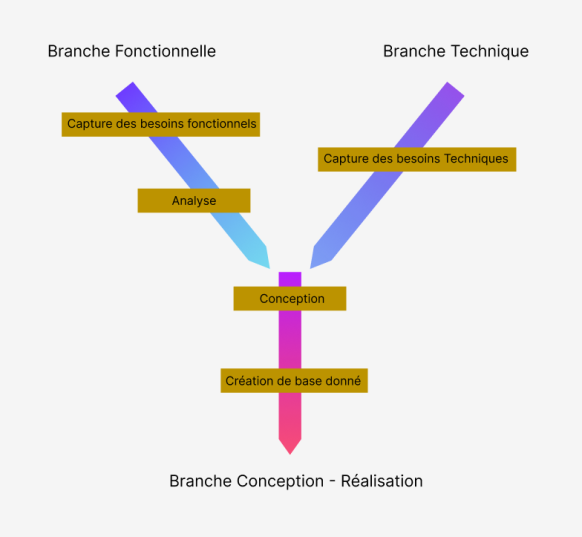 Branche Fonctionnelle
Branche Technique
Capture des besoins fonctionnels
Capture des besoins Techniques
Analyse
Conception
Création de base donné
Branche Conception - Réalisation